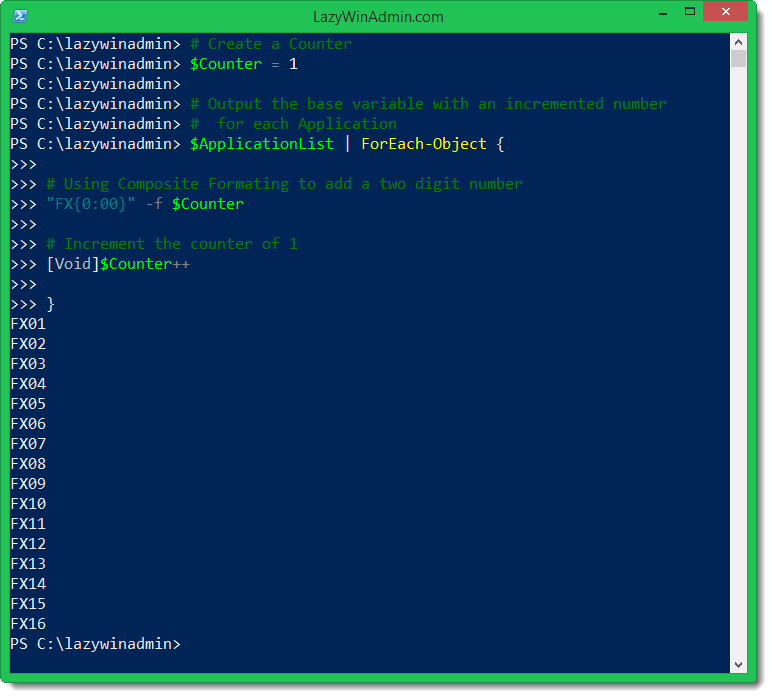 LazyWinAdmin.com
PS C:\lazywinadmin> # Create a Counter
PS C:\lazywinadmin> $Counter = 1
PS C:\lazywinadmin>
PS C:\lazywinadmin> # Output the base variable with an incremented number
PS C:\lazywinadmin> #  for each Application
PS C:\lazywinadmin> $ApplicationList | ForEach-Object {
>>>
>>> # Using Composite Formating to add a two digit number
>>> "FX{0:00}" -f $Counter
>>>
>>> # Increment the counter of 1
>>> [Void]$Counter++
>>>
>>> }
FX01
FX02
FX03
FX04
FX05
FX06
FX07
FX08
FX09
FX10
FX11
FX12
FX13
FX14
FX15
FX16
PS C:\lazywinadmin>